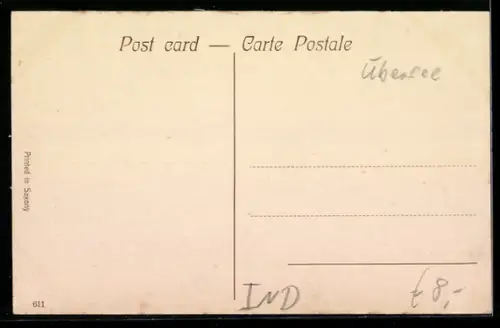 Post card — Carte Postale
Übersee
Printed in Saxony
IND
€ 8,-
611